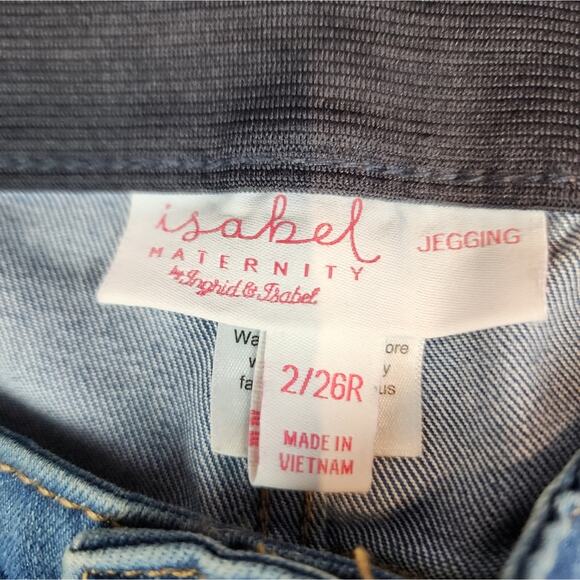 isabel
MATERNITY
by Ingrid & Isabel
JEGGING
2/26R
MADE IN
VIETNAM